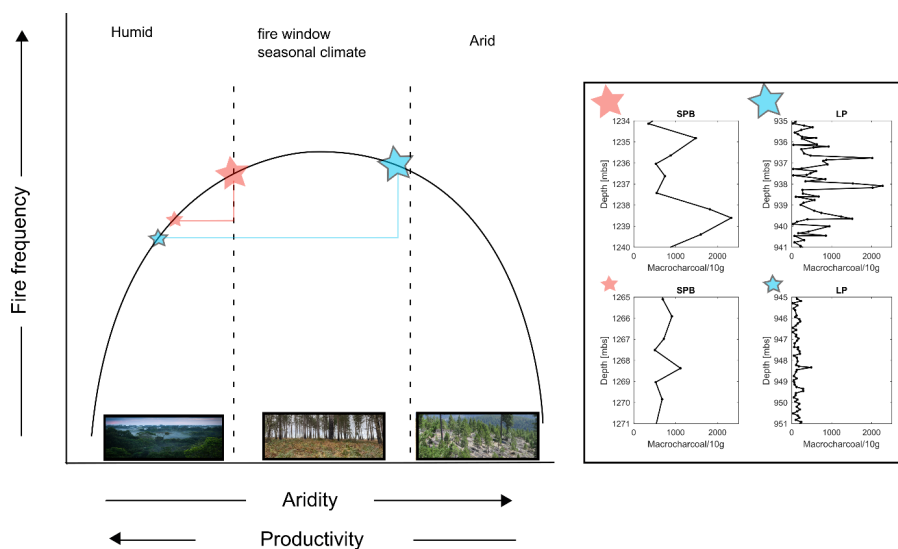 Humid
fire window
seasonal climate
Arid
Fire frequency
Aridity
Productivity
SPB
1234
1235
1236
1237
1238
1239
1240
0
1000
2000
Depth [mbs]
Macrocharcoal/10g
LP
935
936
937
938
939
940
941
0
1000
2000
Depth [mbs]
Macrocharcoal/10g
SPB
1265
1266
1267
1268
1269
1270
1271
0
1000
2000
Depth [mbs]
Macrocharcoal/10g
LP
945
946
947
948
949
950
951
0
1000
2000
Depth [mbs]
Macrocharcoal/10g